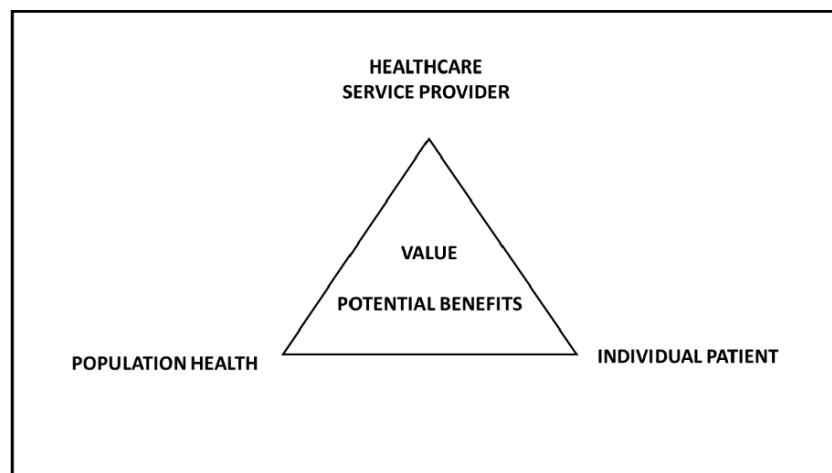 HEALTHCARE
SERVICE PROVIDER
VALUE
POTENTIAL BENEFITS
POPULATION HEALTH
INDIVIDUAL PATIENT